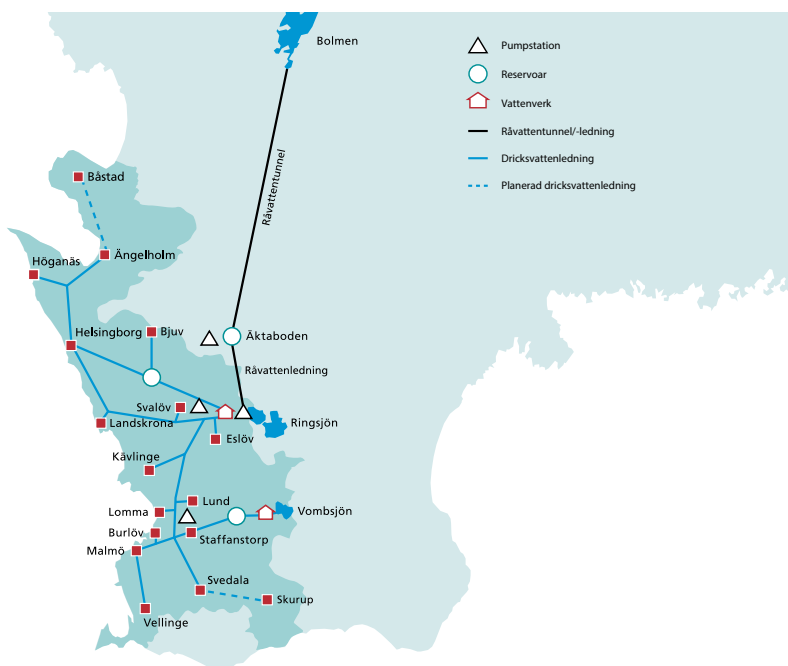 Bolmen
Pumpstation
Reservoar
Vattenverk
Råvattentunnel/-ledning
Dricksvattenledning
Planerad dricksvattenledning
Råvattentunnel
Båstad
Ängelholm
Höganäs
Helsingborg
Bjuv
Äktaboden
Råvattenledning
Svalöv
Landskrona
Ringsjön
Eslöv
Kävlinge
Lund
Lomma
Vombsjön
Burlöv
Staffanstorp
Malmö
Svedala
Skurup
Vellinge